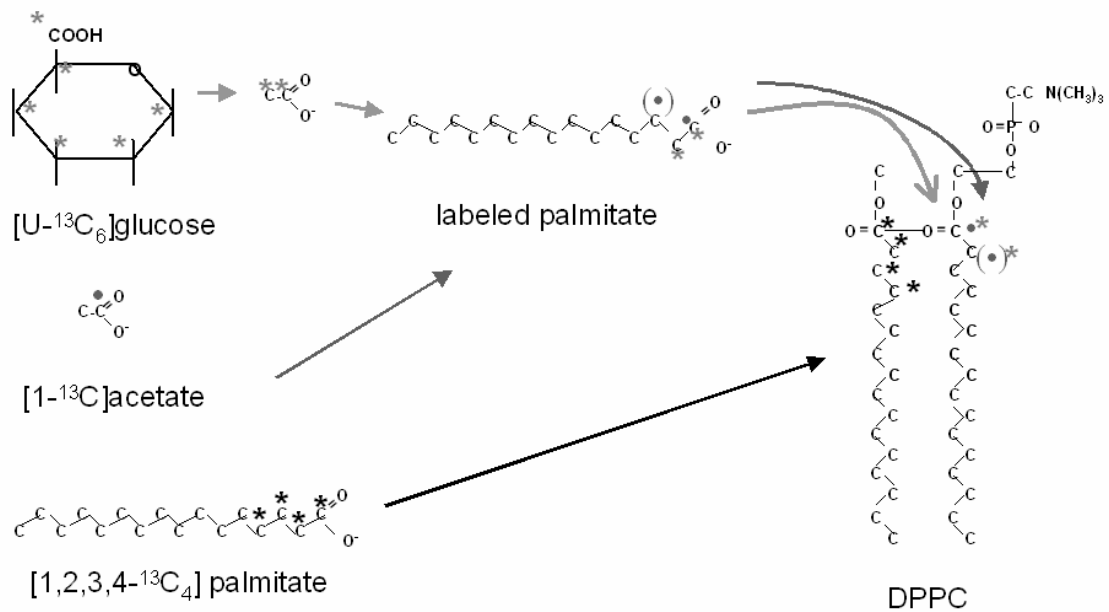 *
COOH
O
* * * * *
[U-¹³C₆]glucose
**
C-C O
O⁻
(•) •
C C C C C C C C C C C C C C C C O
O⁻
* *
labeled palmitate
C-C N(CH₃)₃
O=P O
O
C C C
O O
O=C* O=C •*
C* C(•)*
C* C
C* C
C C
C C
C C
C C
C C
C C
C C
C C
C C
C C
C C
C C
DPPC
•
C-C O
O⁻
[1-¹³C]acetate
* * * *
C C C C C C C C C C C C C C C C O
O⁻
[1,2,3,4-¹³C₄] palmitate